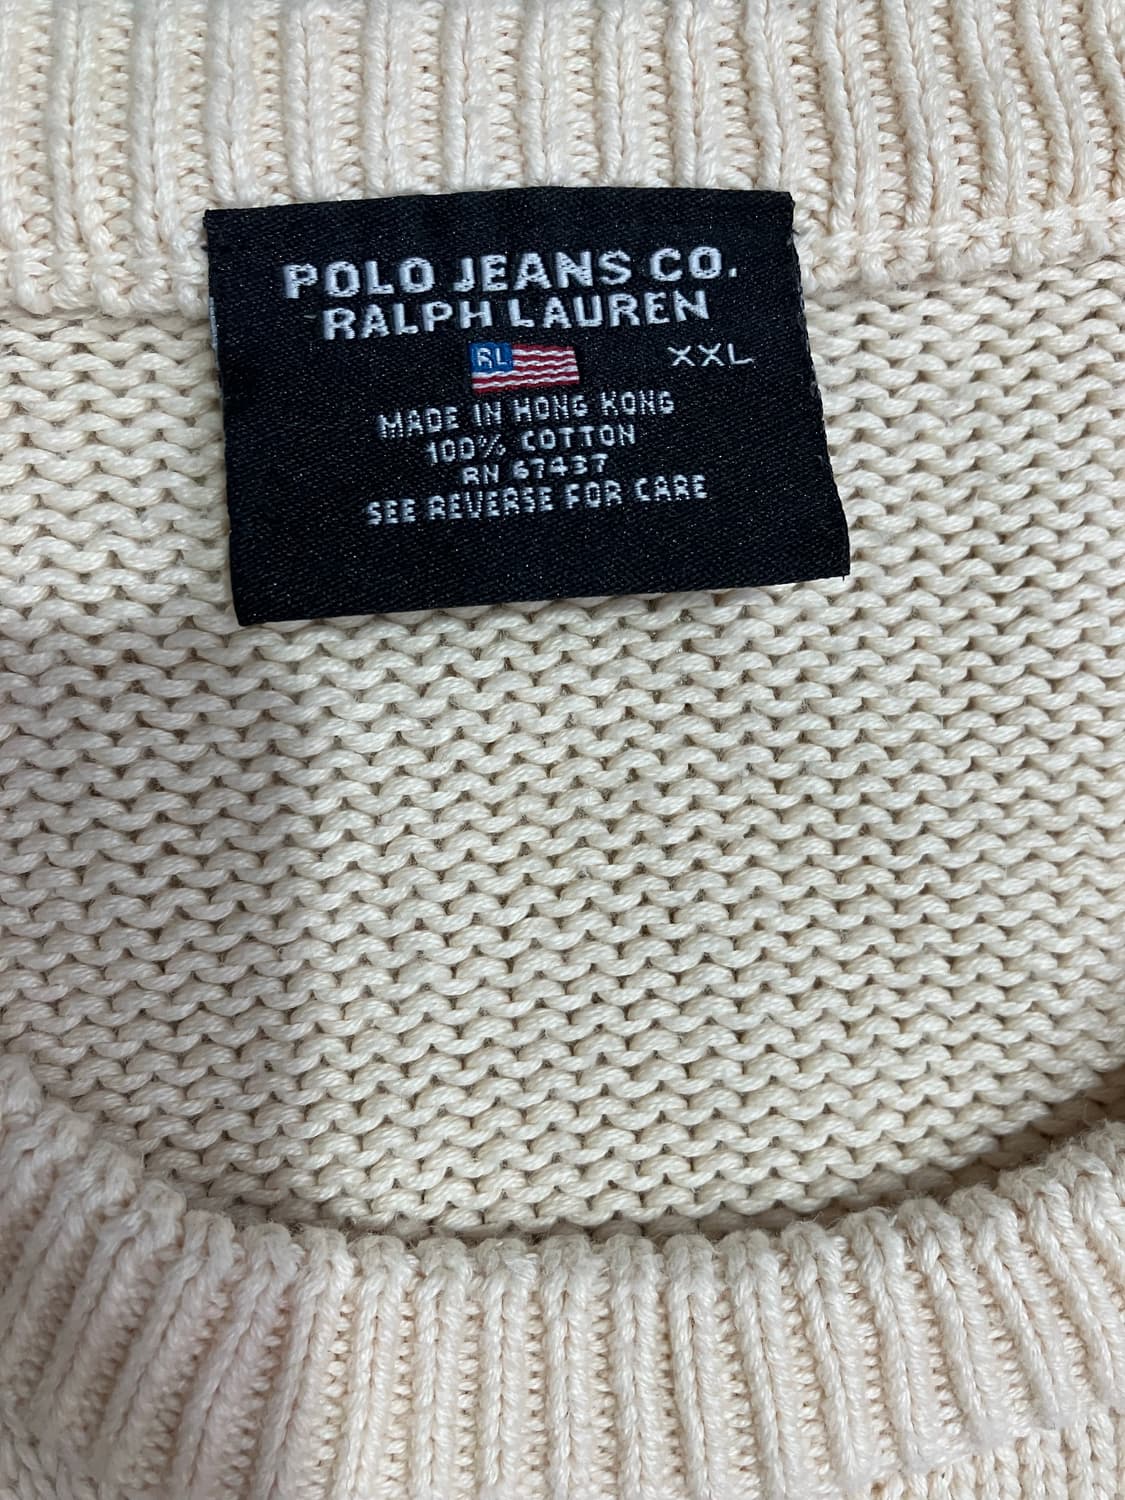 POLO JEANS CO.
RALPH LAUREN
RL
XXL
MADE IN HONG KONG
100% COTTON
RN 67437
SEE REVERSE FOR CARE